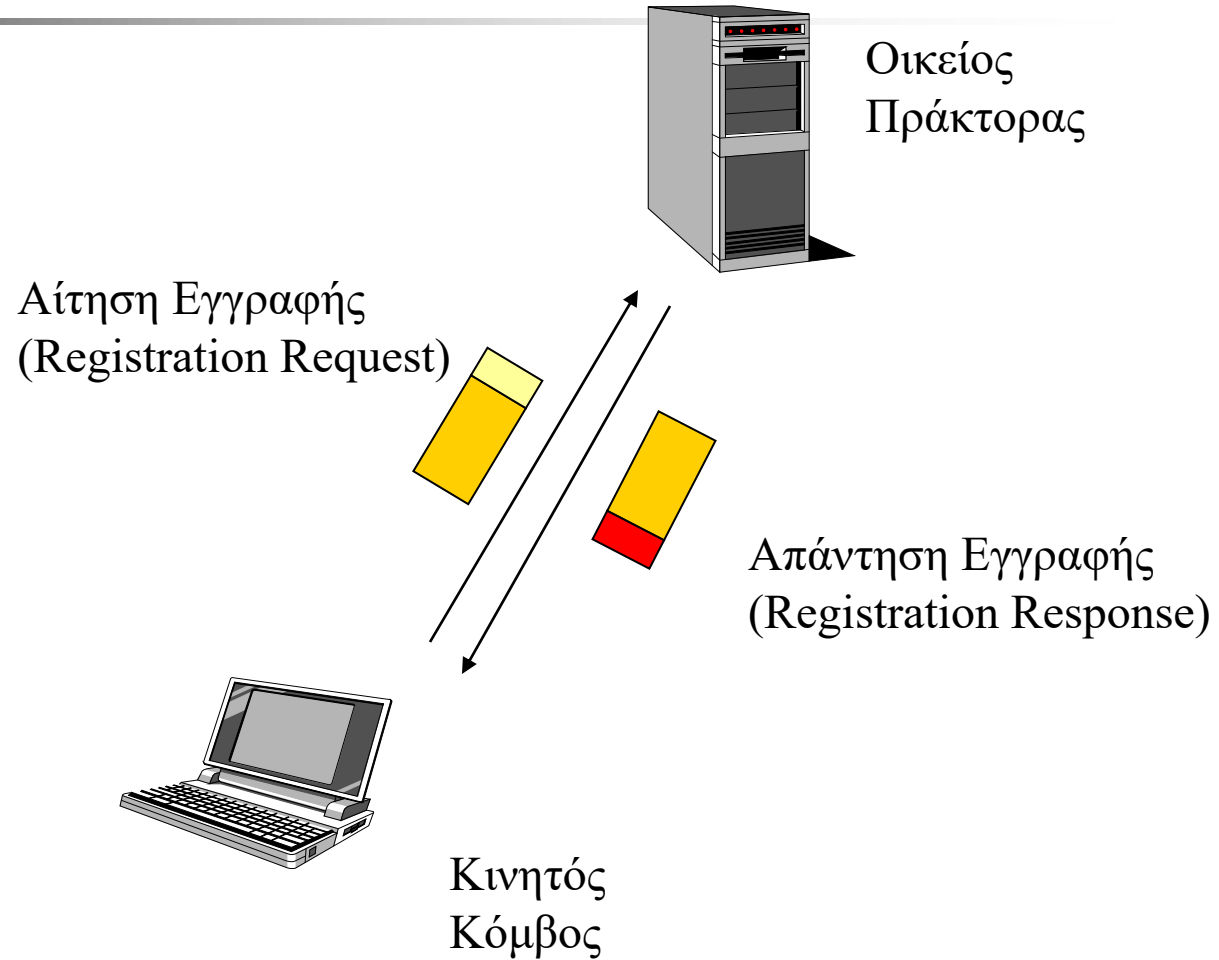 Οικείος
Πράκτορας
Αίτηση Εγγραφής
(Registration Request)
Απάντηση Εγγραφής
(Registration Response)
Κινητός
Κόμβος